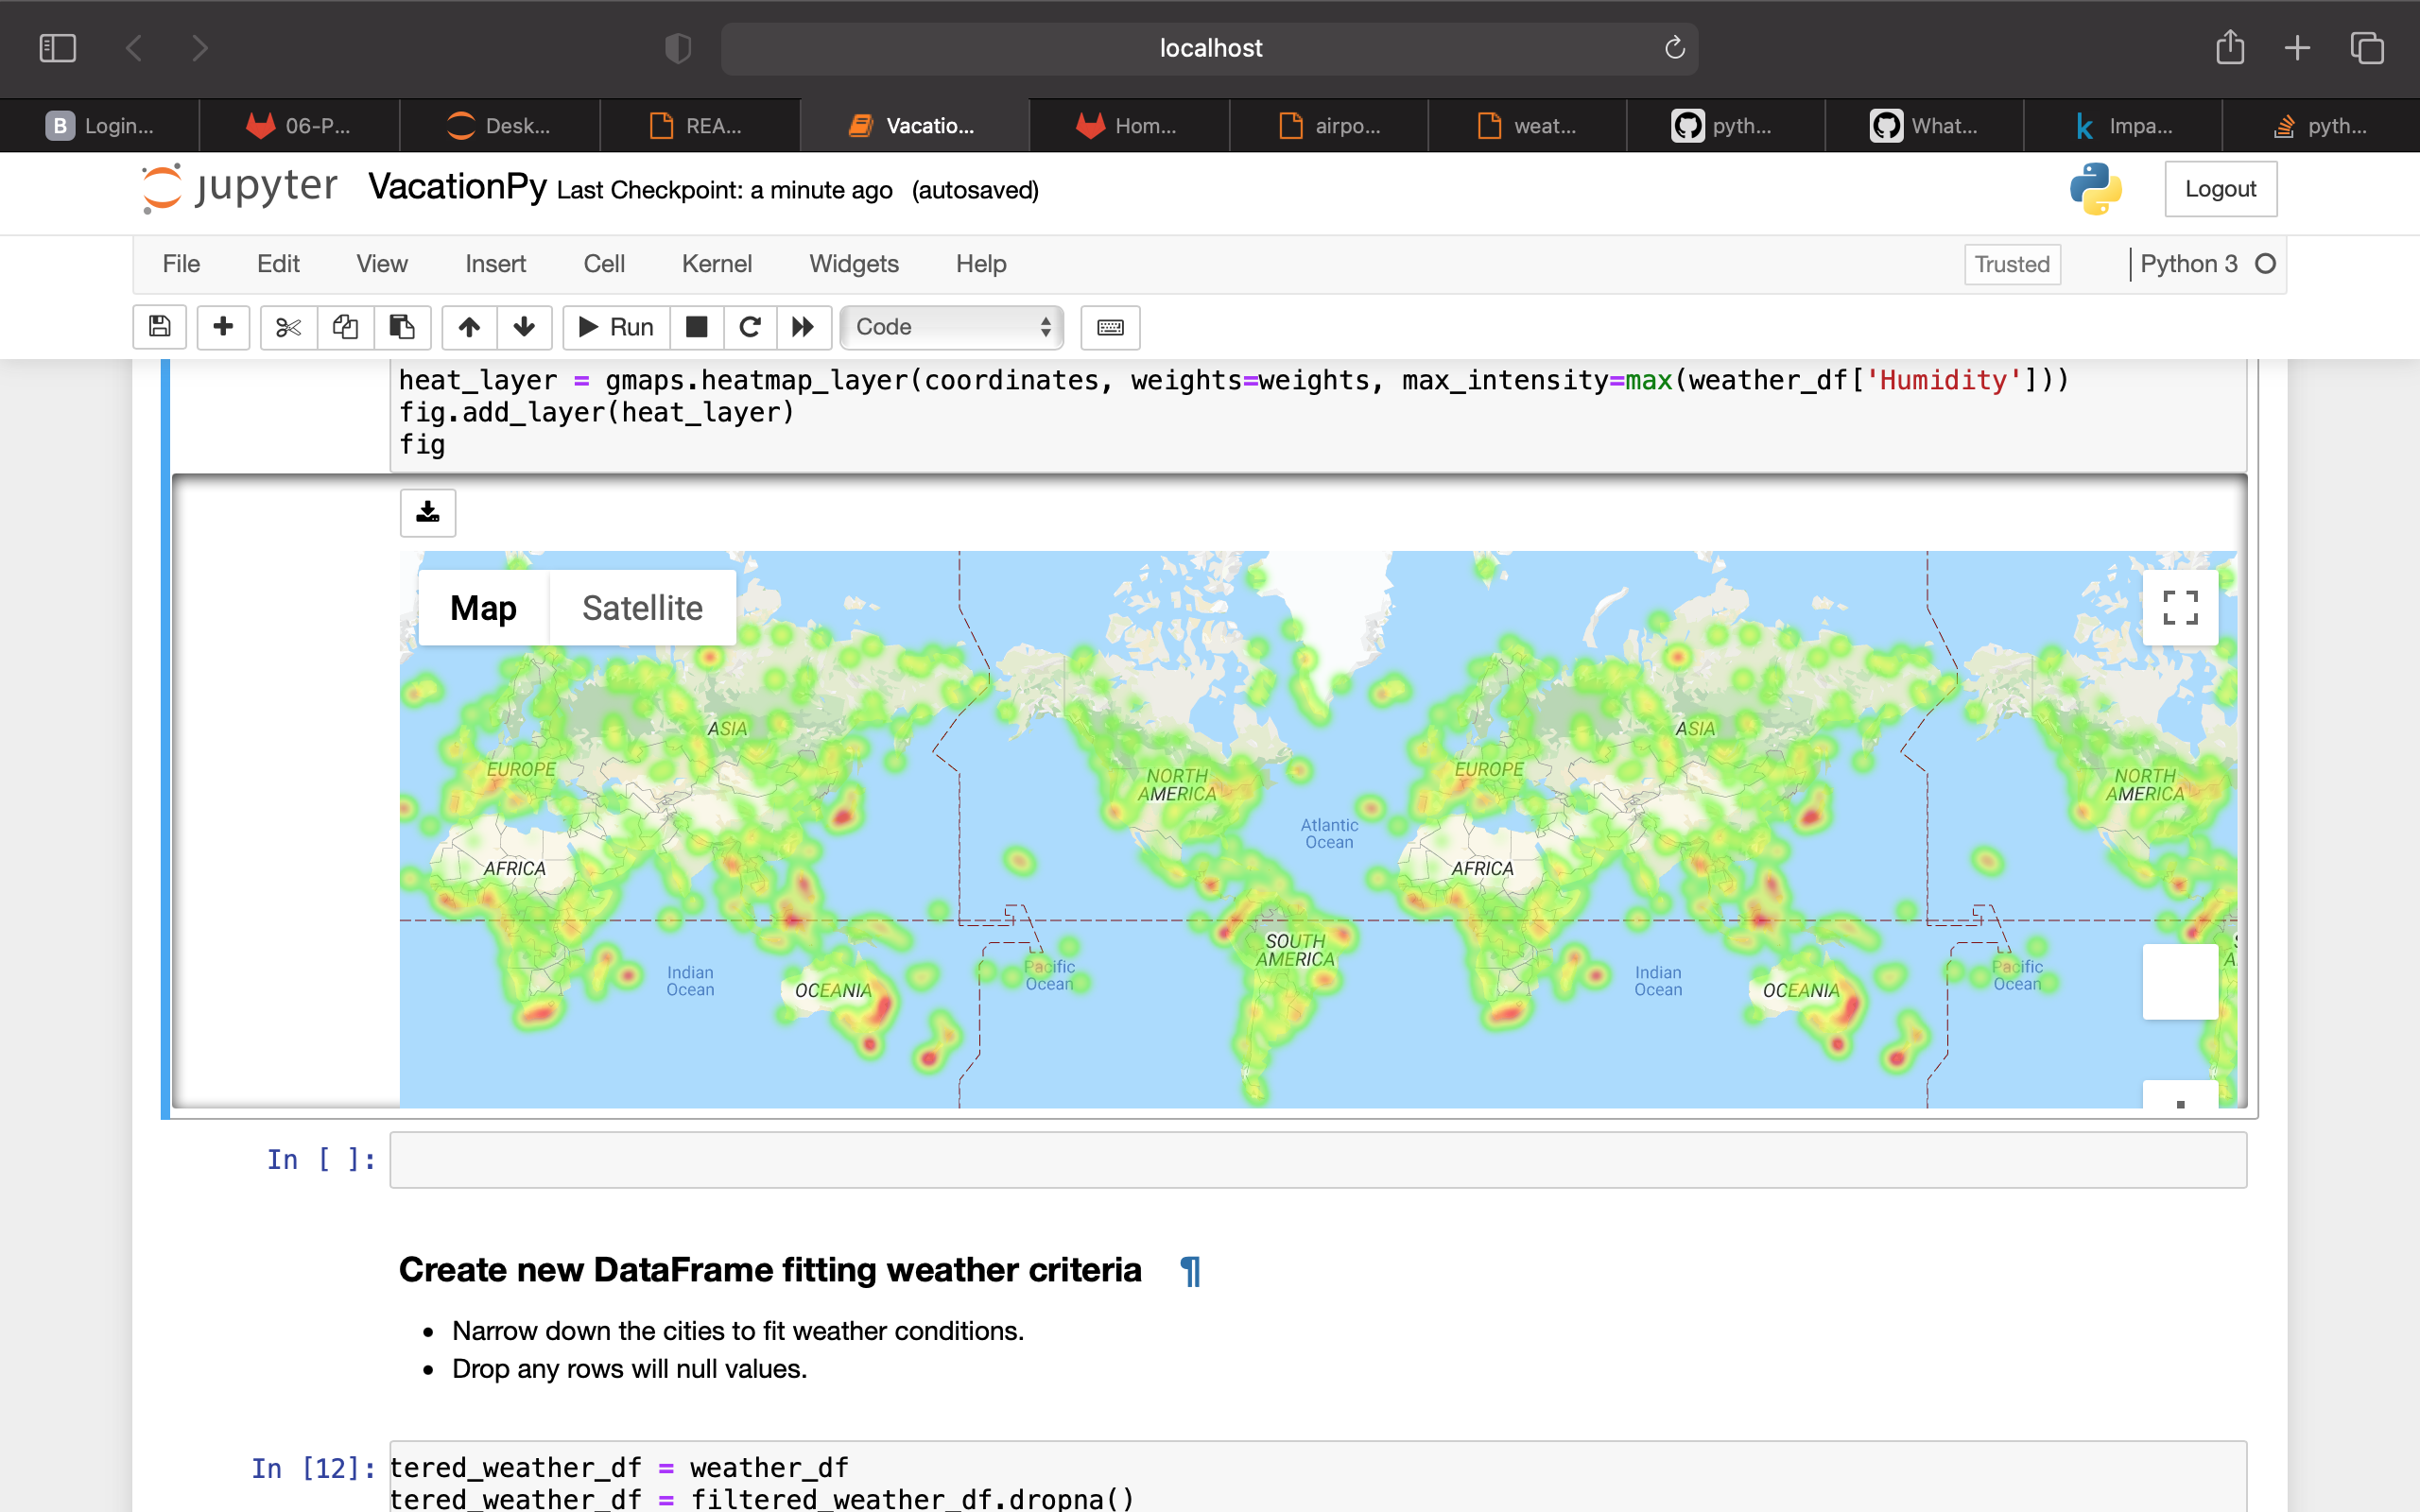 localhost
Login...
06-P...
Desk...
REA...
Vacatio...
Hom...
airpo...
weat...
pyth...
What...
Impa...
pyth...
jupyter VacationPy Last Checkpoint: a minute ago (autosaved)
Logout
File Edit View Insert Cell Kernel Widgets Help
Trusted
Python 3
Run
Code
heat_layer = gmaps.heatmap_layer(coordinates, weights=weights, max_intensity=max(weather_df['Humidity']))
fig.add_layer(heat_layer)
fig
Map Satellite
ASIA
ASIA
EUROPE
NORTH
AMERICA
EUROPE
NORTH
AMERICA
Atlantic
Ocean
AFRICA
AFRICA
SOUTH
AMERICA
Indian
Ocean
OCEANIA
Pacific
Ocean
Indian
Ocean
OCEANIA
Pacific
Ocean
In [ ]:
Create new DataFrame fitting weather criteria ¶
• Narrow down the cities to fit weather conditions.
• Drop any rows will null values.
In [12]:
tered_weather_df = weather_df
tered_weather_df = filtered_weather_df.dropna()